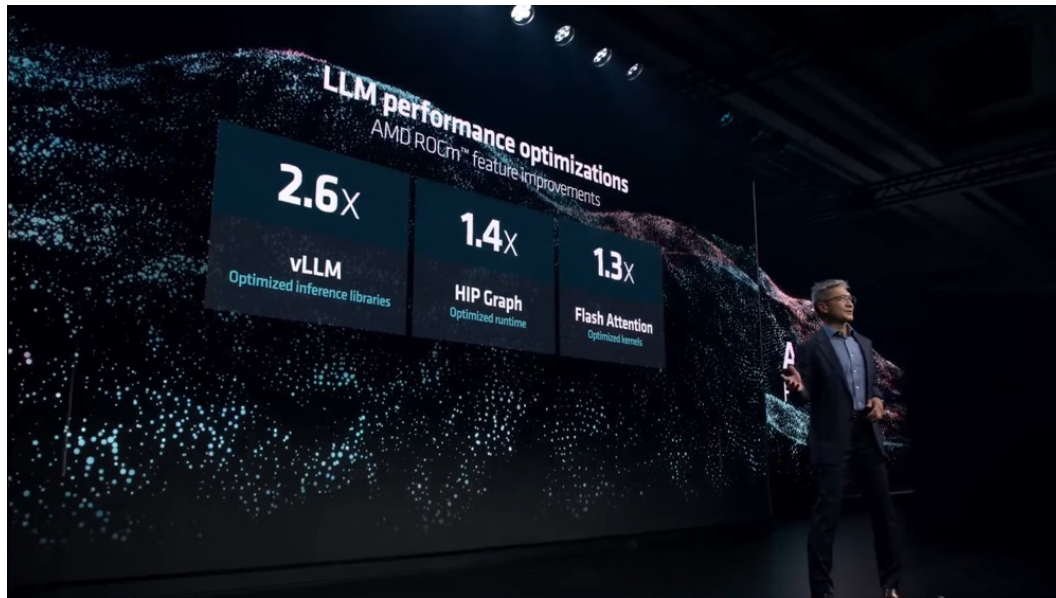 LLM performance optimizations
AMD ROCm™ feature improvements
2.6x
vLLM
Optimized inference libraries
1.4x
HIP Graph
Optimized runtime
1.3x
Flash Attention
Optimized kernels
A